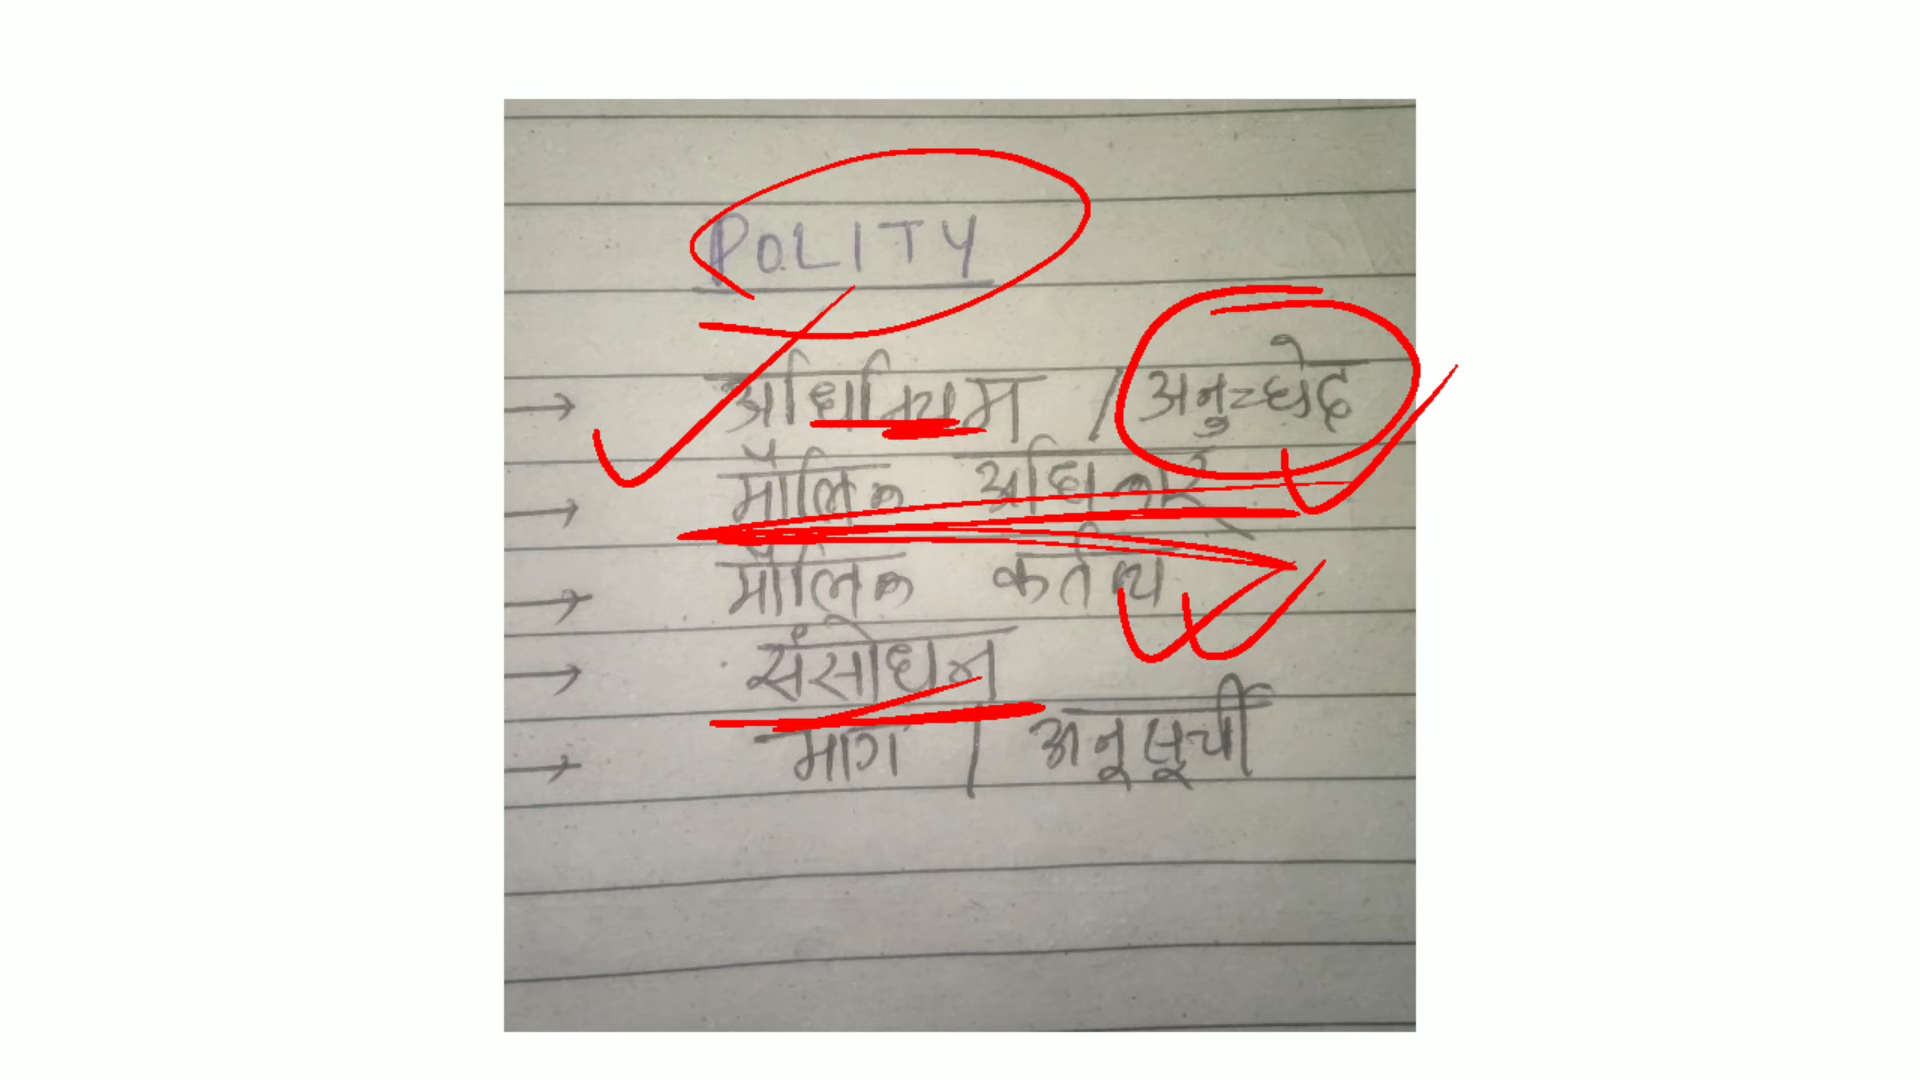 POLITY
→ अधिनियम / अनुच्छेद
→ मौलिक अधिकार
→ मौलिक कर्तव्य
→ संसोधन
→ भाग / अनुसूची